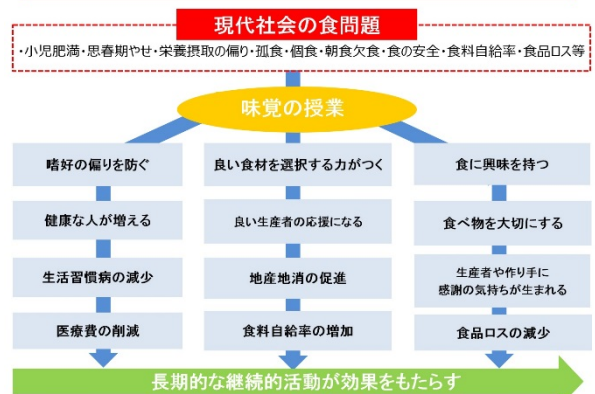 現代社会の食問題
・小児肥満・思春期やせ・栄養摂取の偏り・孤食・個食・朝食欠食・食の安全・食料自給率・食品ロス等
味覚の授業
嗜好の偏りを防ぐ
健康な人が増える
生活習慣病の減少
医療費の削減
良い食材を選択する力がつく
良い生産者の応援になる
地産地消の促進
食料自給率の増加
食に興味を持つ
食べ物を大切にする
生産者や作り手に
感謝の気持ちが生まれる
食品ロスの減少
長期的な継続的活動が効果をもたらす